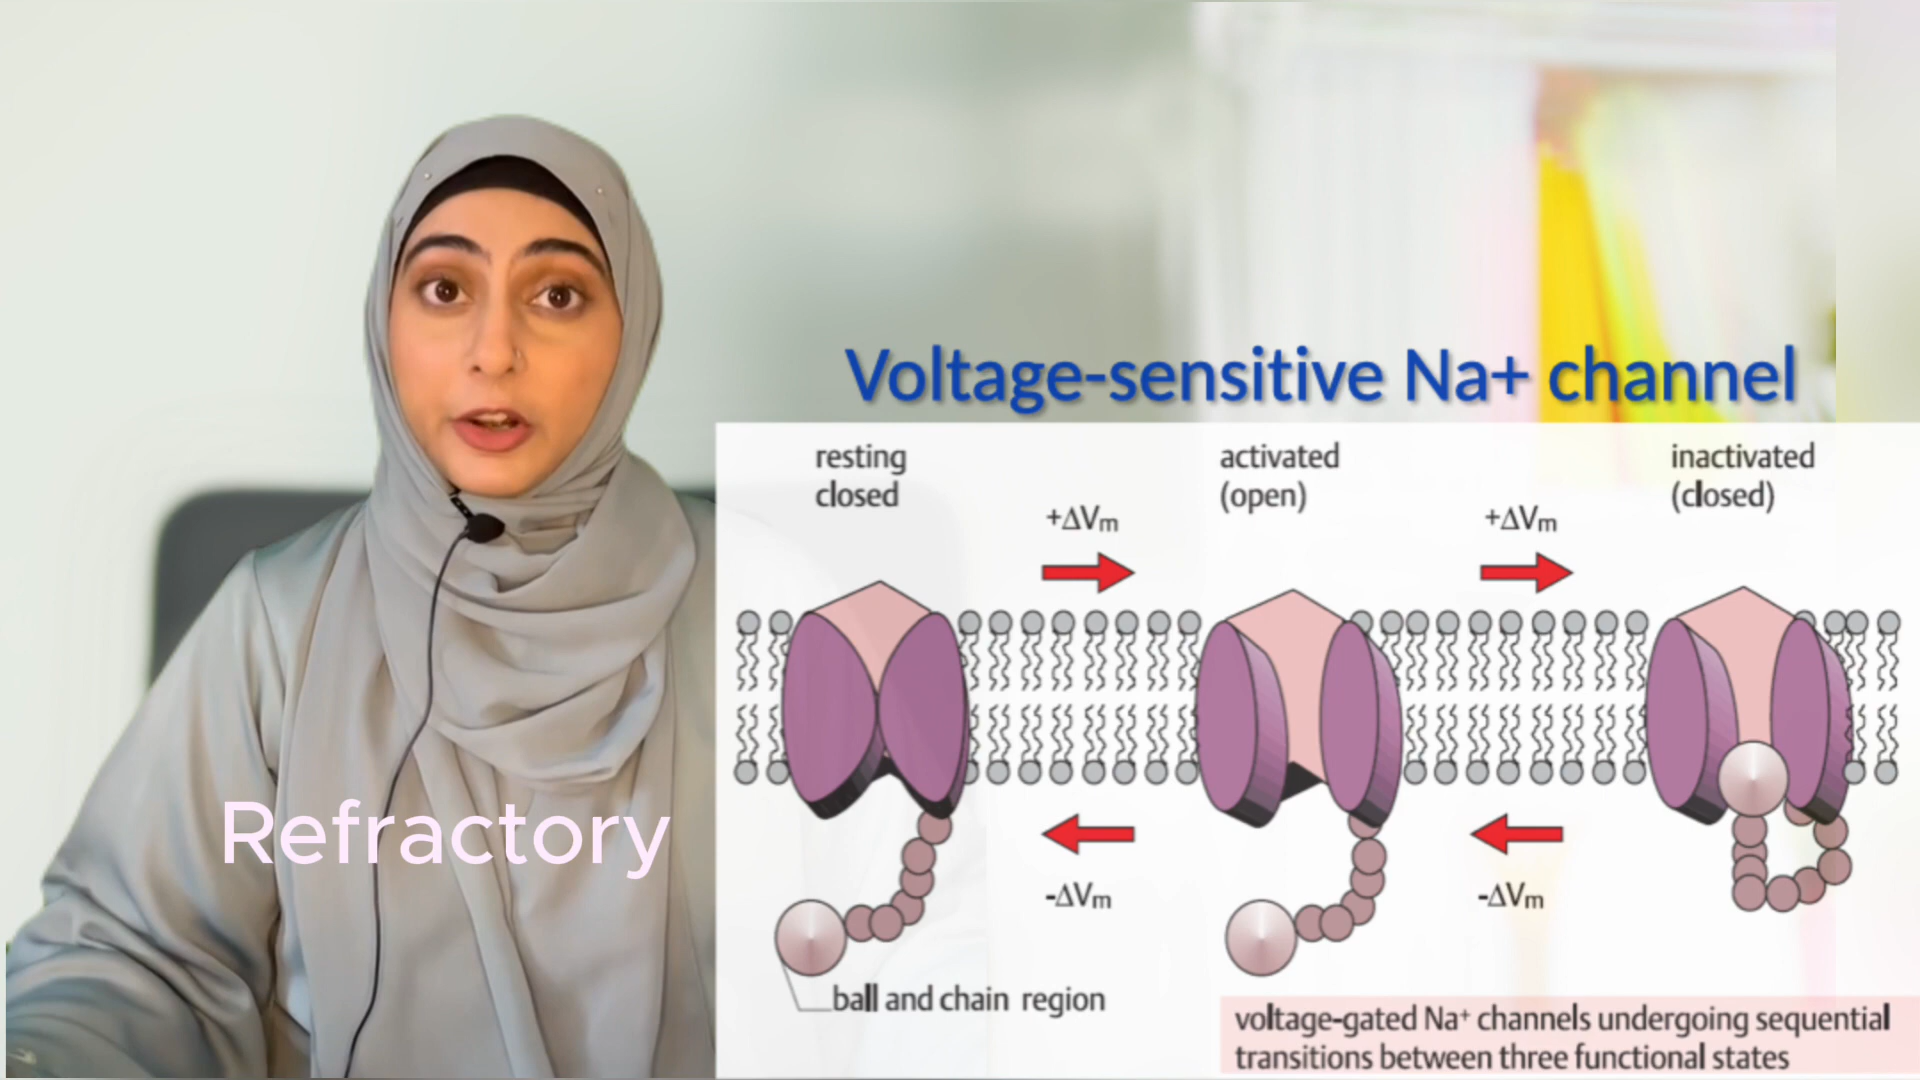 Voltage-sensitive Na+ channel
resting
closed
activated
(open)
inactivated
(closed)
+ΔVm
+ΔVm
Refractory
-ΔVm
-ΔVm
ball and chain region
voltage-gated Na⁺ channels undergoing sequential
transitions between three functional states